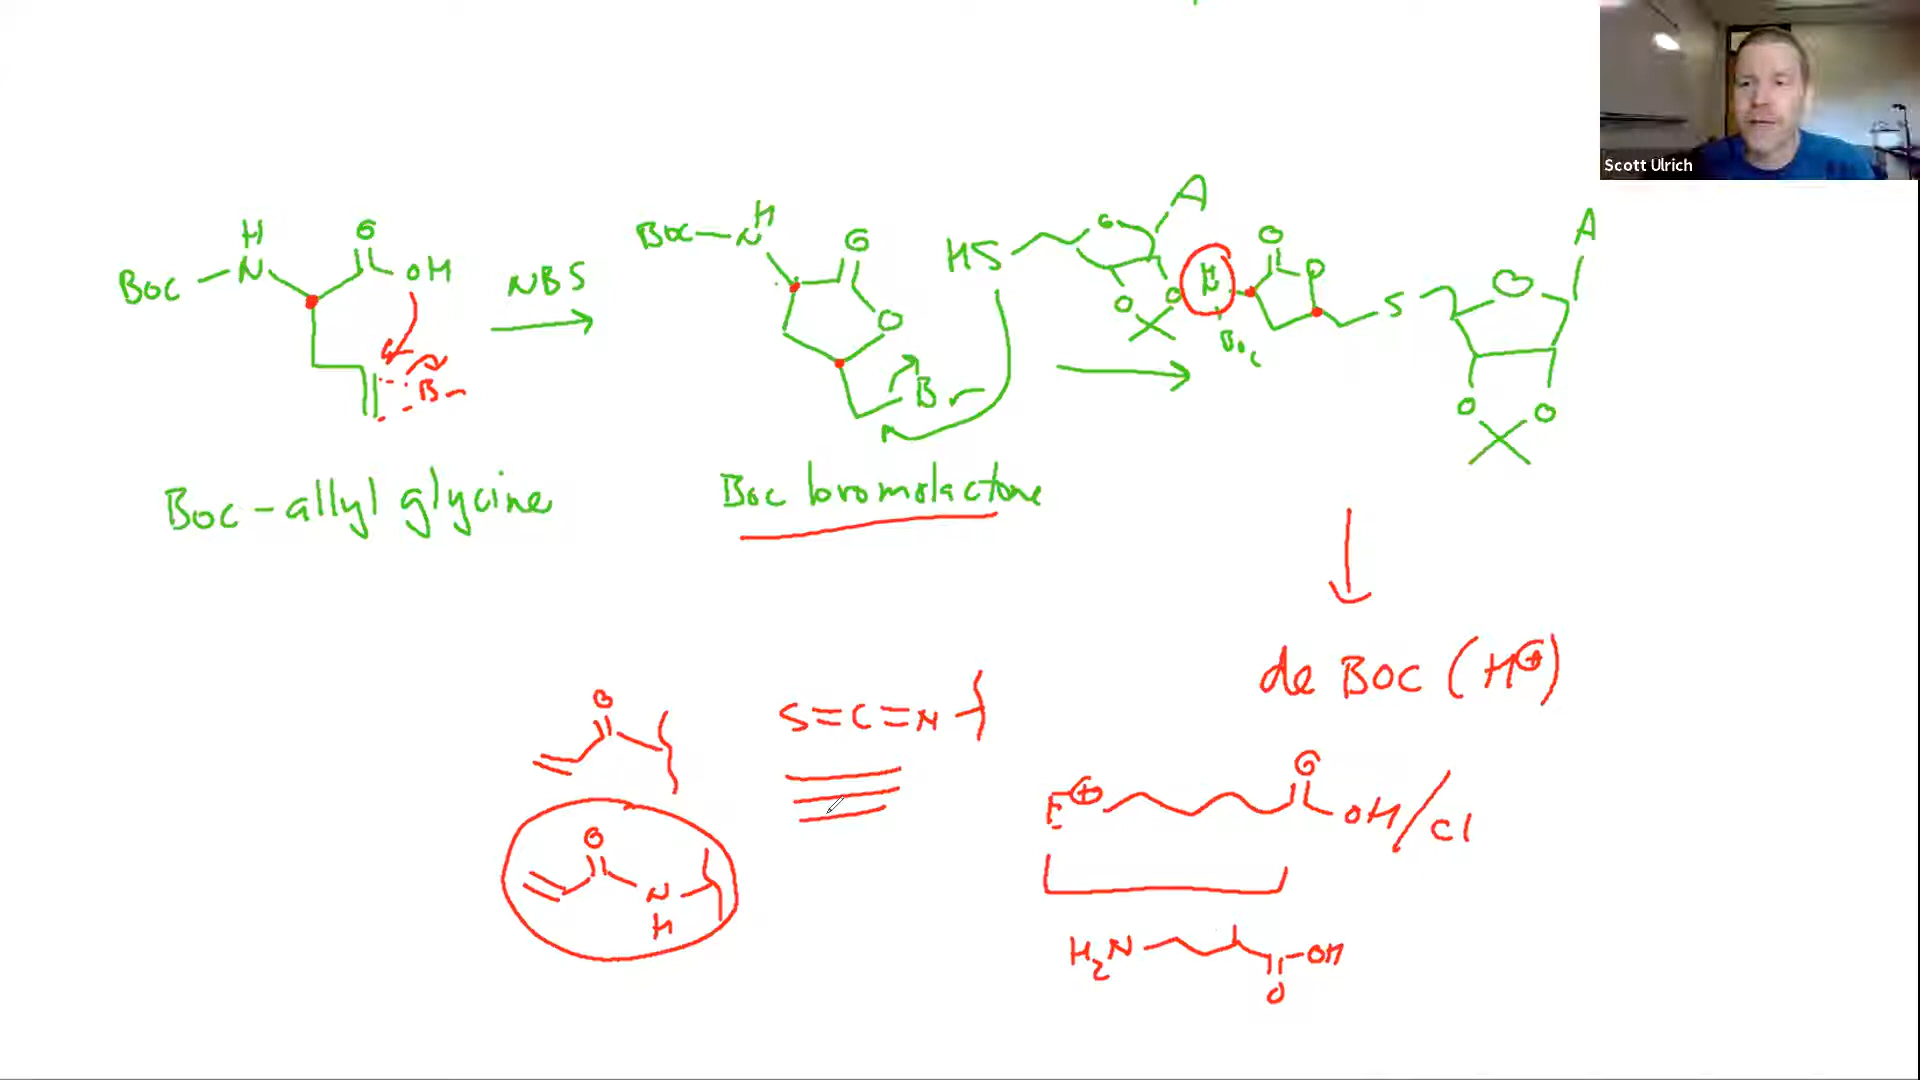 Scott Ulrich
Boc-N H O OH
NBS
Br
Boc-N H O O
Br
HS O A O O
H N Boc O O S O A O O
Boc-allyl glycine
Boc bromolactone
de BOC (H⊕)
O
S=C=N
E⊕ O OH/Cl
O N H
H2N OH O